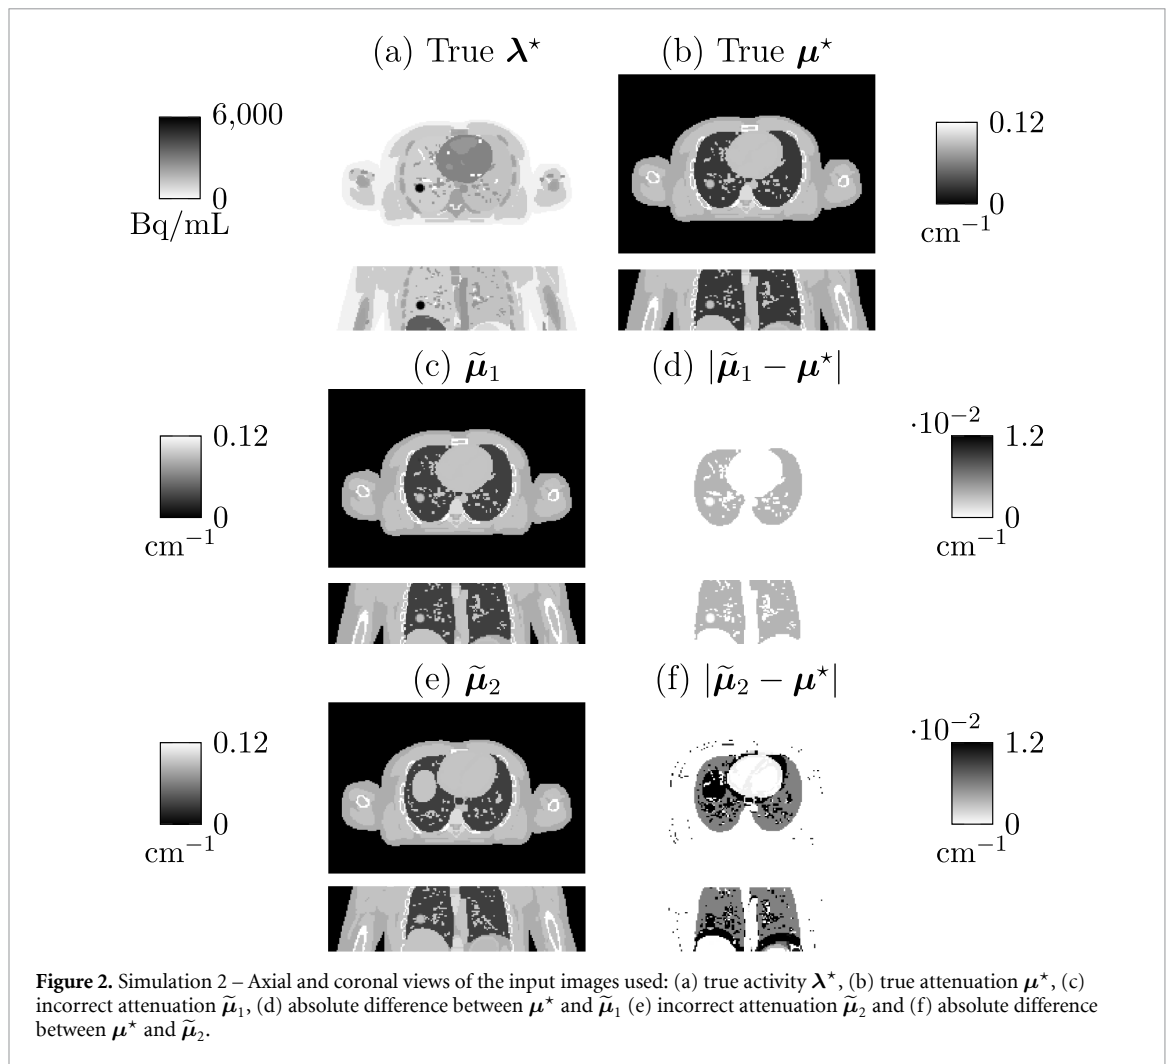 (a) True λ⋆
(b) True μ⋆
6,000
0
Bq/mL
0.12
0
cm⁻¹
(c) μ̃₁
(d) |μ̃₁ − μ⋆|
0.12
0
cm⁻¹
·10⁻²
1.2
0
cm⁻¹
(e) μ̃₂
(f) |μ̃₂ − μ⋆|
0.12
0
cm⁻¹
·10⁻²
1.2
0
cm⁻¹
Figure 2. Simulation 2 – Axial and coronal views of the input images used: (a) true activity λ⋆, (b) true attenuation μ⋆, (c)
incorrect attenuation μ̃₁, (d) absolute difference between μ⋆ and μ̃₁ (e) incorrect attenuation μ̃₂ and (f) absolute difference
between μ⋆ and μ̃₂.